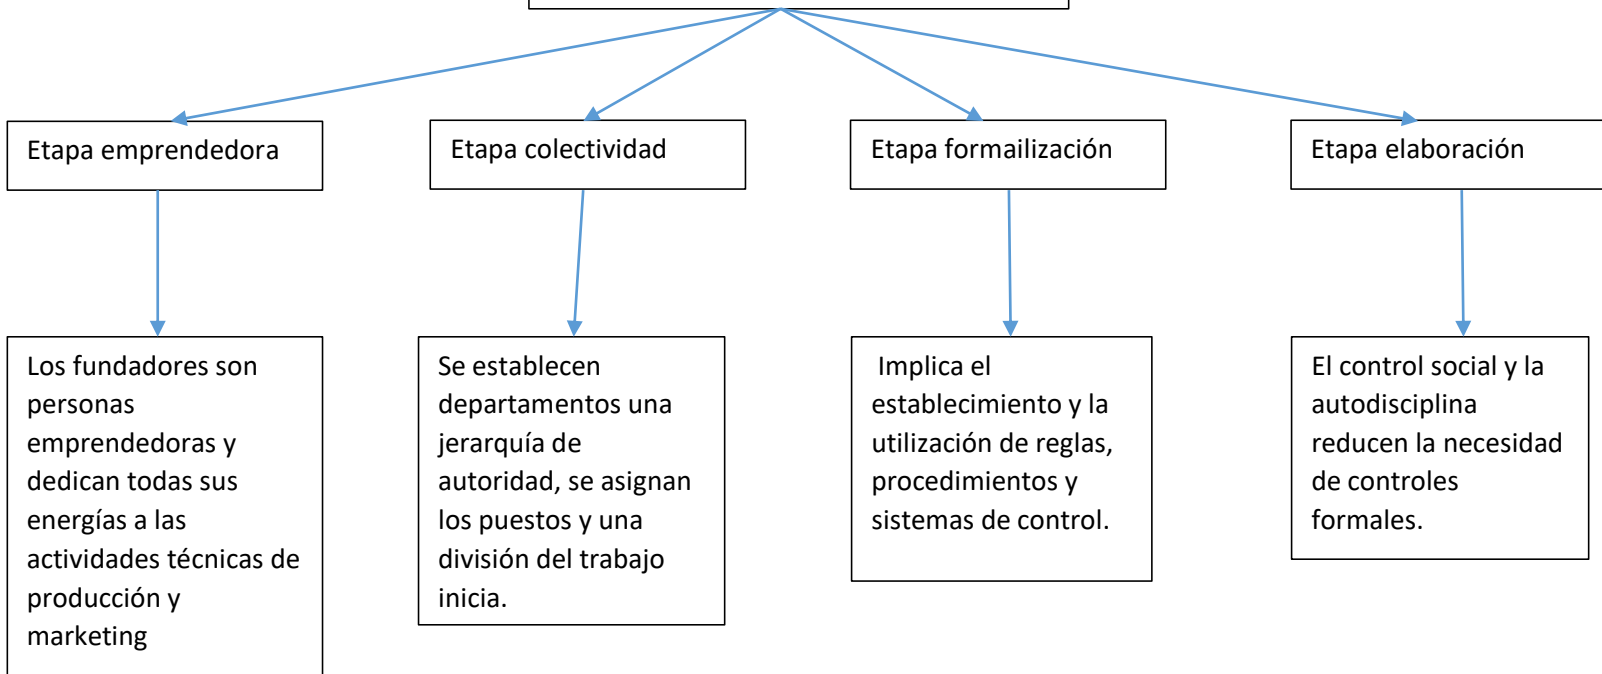 Etapa emprendedora
Etapa colectividad
Etapa formailización
Etapa elaboración
Los fundadores son
personas
emprendedoras y
dedican todas sus
energías a las
actividades técnicas de
producción y
marketing
Se establecen
departamentos una
jerarquía de
autoridad, se asignan
los puestos y una
división del trabajo
inicia.
Implica el
establecimiento y la
utilización de reglas,
procedimientos y
sistemas de control.
El control social y la
autodisciplina
reducen la necesidad
de controles
formales.